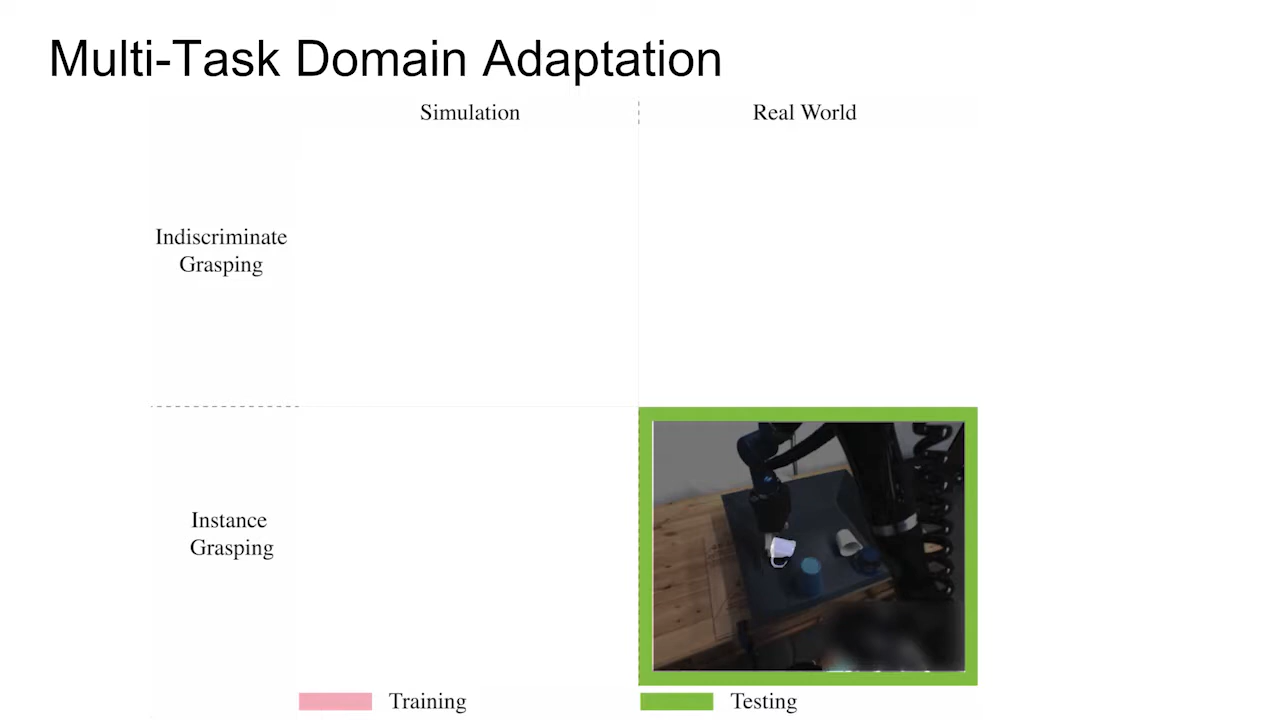 Multi-Task Domain Adaptation
Simulation
Real World
Indiscriminate
Grasping
Instance
Grasping
Training
Testing